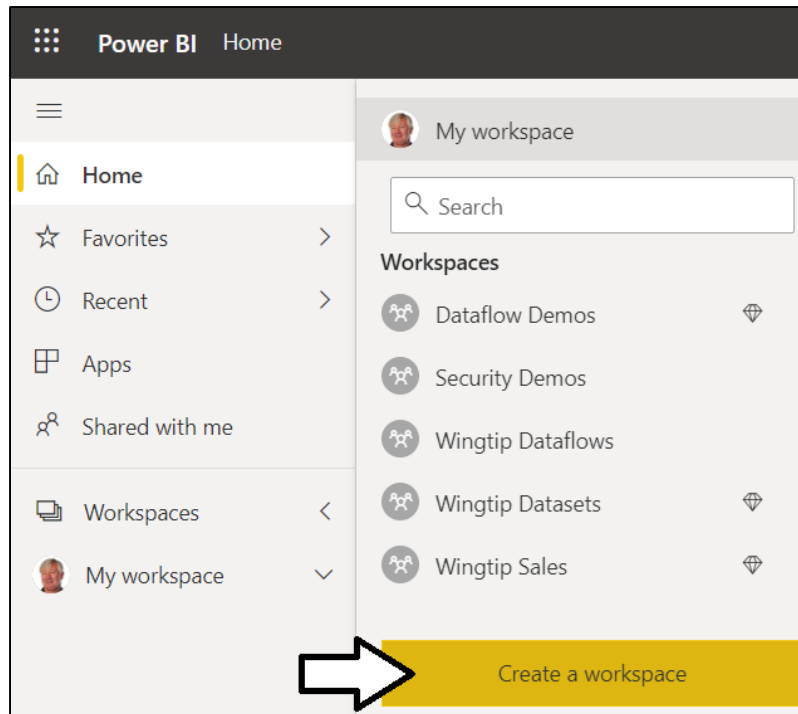 Power BI Home
Home
Favorites
Recent
Apps
Shared with me
Workspaces
My workspace
My workspace
Search
Workspaces
Dataflow Demos
Security Demos
Wingtip Dataflows
Wingtip Datasets
Wingtip Sales
Create a workspace